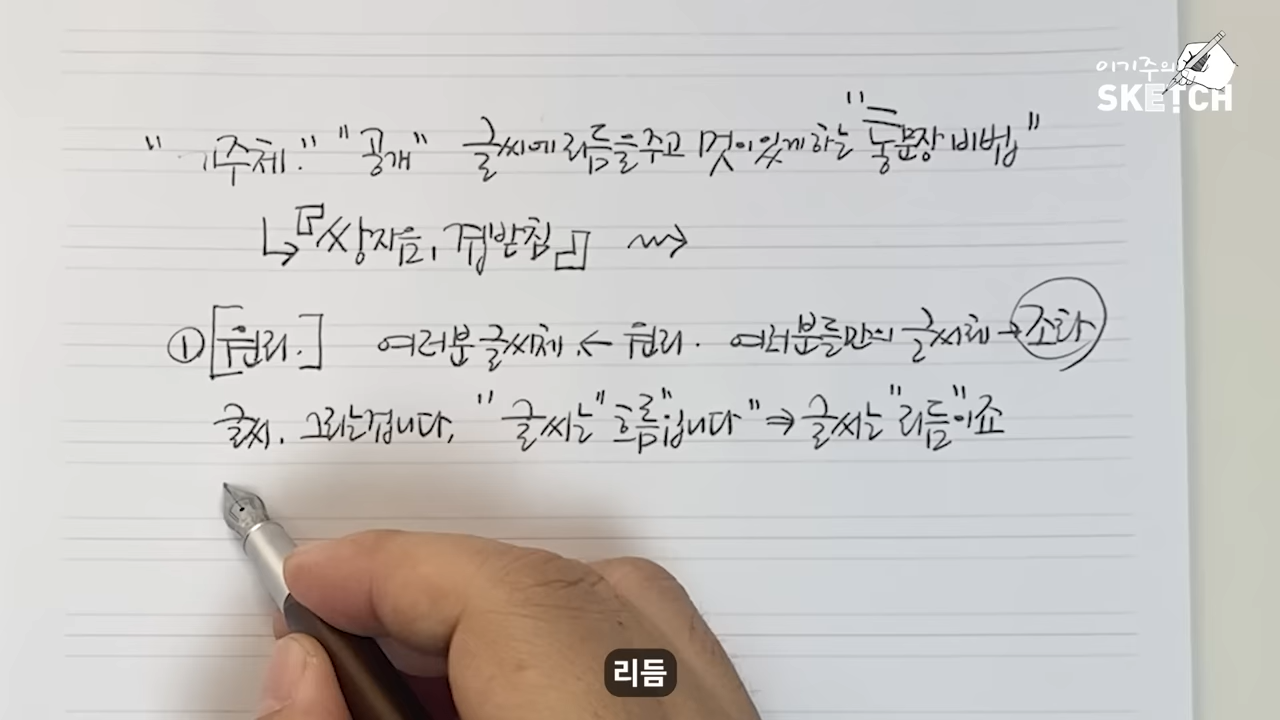 이기주의
SKETCH
"기주체." "공개" 글씨에 리듬을 주고 멋이있게하는 "농문장 비법"
↳『쌍자음, 겹받침』 ⇝
① [원리.] 여러분 글씨체 ← 원리. 여러분들만의 글씨체 → 조화
글씨. 그리는겁니다, "글씨는 "흐름"입니다" ⇒ 글씨는 "리듬"이죠
리듬